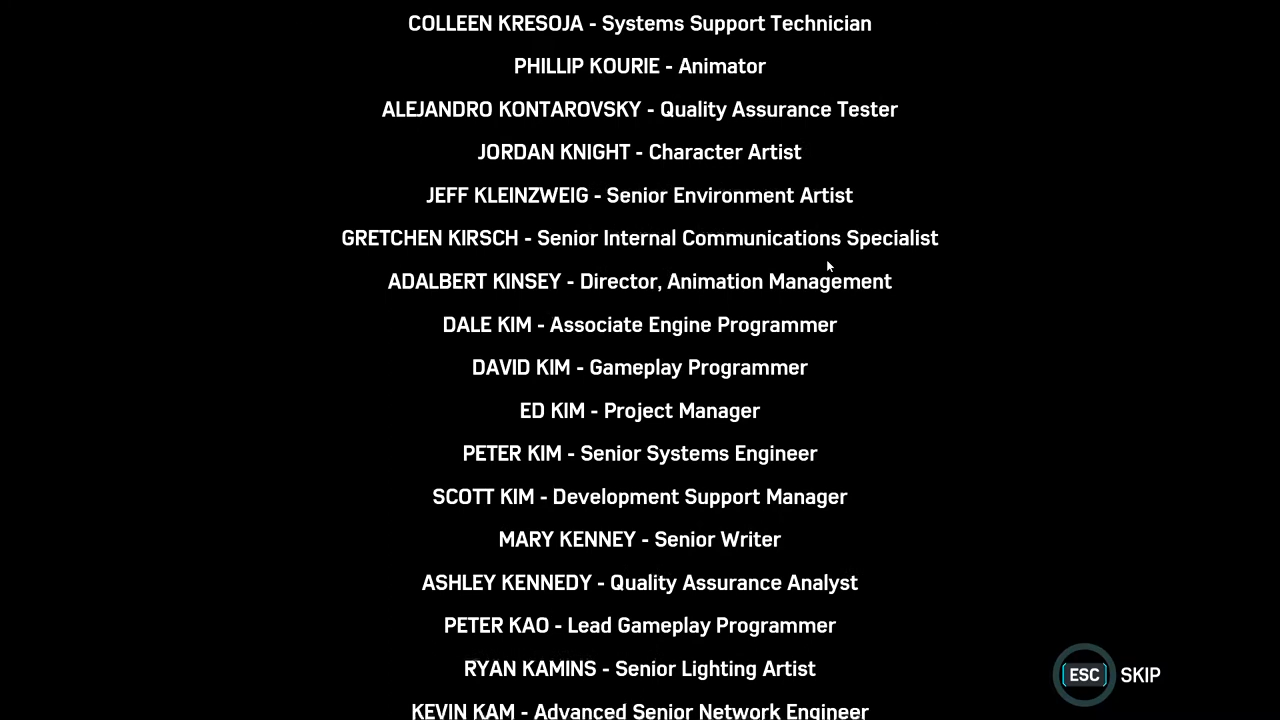 COLLEEN KRESOJA - Systems Support Technician
PHILLIP KOURIE - Animator
ALEJANDRO KONTAROVSKY - Quality Assurance Tester
JORDAN KNIGHT - Character Artist
JEFF KLEINZWEIG - Senior Environment Artist
GRETCHEN KIRSCH - Senior Internal Communications Specialist
ADALBERT KINSEY - Director, Animation Management
DALE KIM - Associate Engine Programmer
DAVID KIM - Gameplay Programmer
ED KIM - Project Manager
PETER KIM - Senior Systems Engineer
SCOTT KIM - Development Support Manager
MARY KENNEY - Senior Writer
ASHLEY KENNEDY - Quality Assurance Analyst
PETER KAO - Lead Gameplay Programmer
RYAN KAMINS - Senior Lighting Artist
ESC SKIP
KEVIN KAM - Advanced Senior Network Engineer